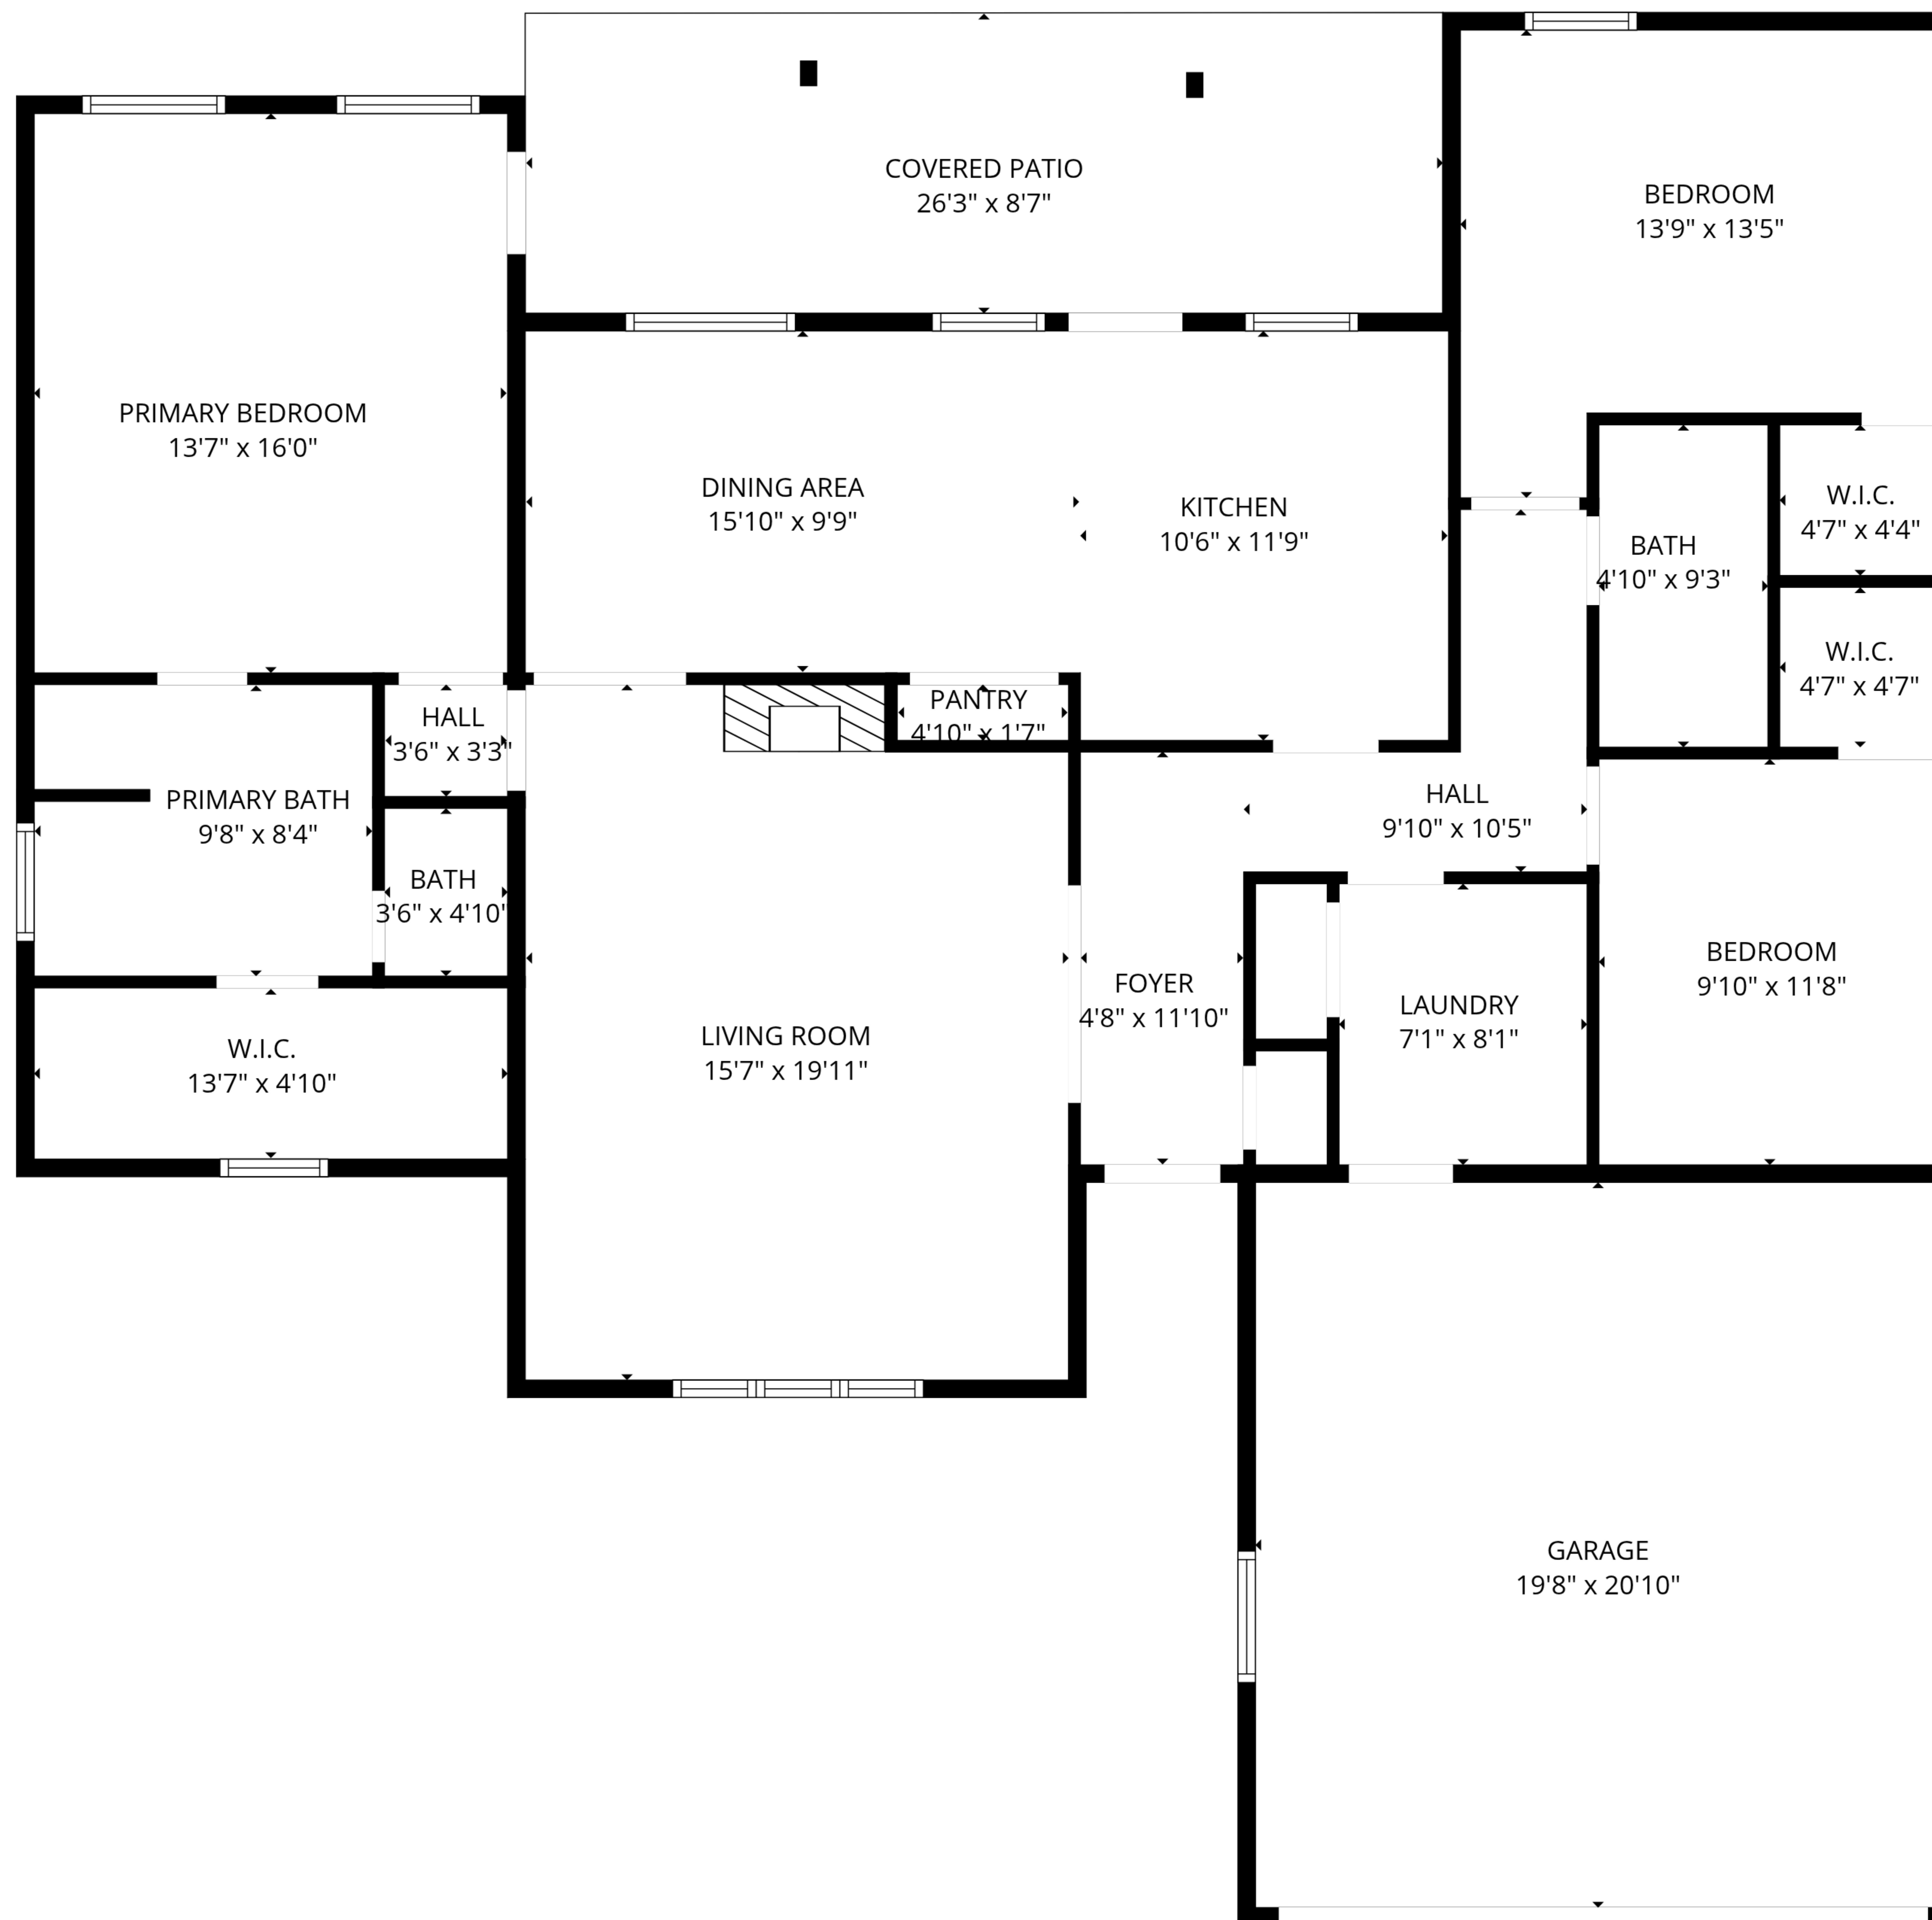 COVERED PATIO
26'3" x 8'7"
BEDROOM
13'9" x 13'5"
PRIMARY BEDROOM
13'7" x 16'0"
DINING AREA
15'10" x 9'9"
KITCHEN
10'6" x 11'9"
W.I.C.
4'7" x 4'4"
BATH
4'10" x 9'3"
W.I.C.
4'7" x 4'7"
PANTRY
4'10" x 1'7"
HALL
3'6" x 3'3"
PRIMARY BATH
9'8" x 8'4"
HALL
9'10" x 10'5"
BATH
3'6" x 4'10"
BEDROOM
9'10" x 11'8"
FOYER
4'8" x 11'10"
LAUNDRY
7'1" x 8'1"
LIVING ROOM
15'7" x 19'11"
W.I.C.
13'7" x 4'10"
GARAGE
19'8" x 20'10"